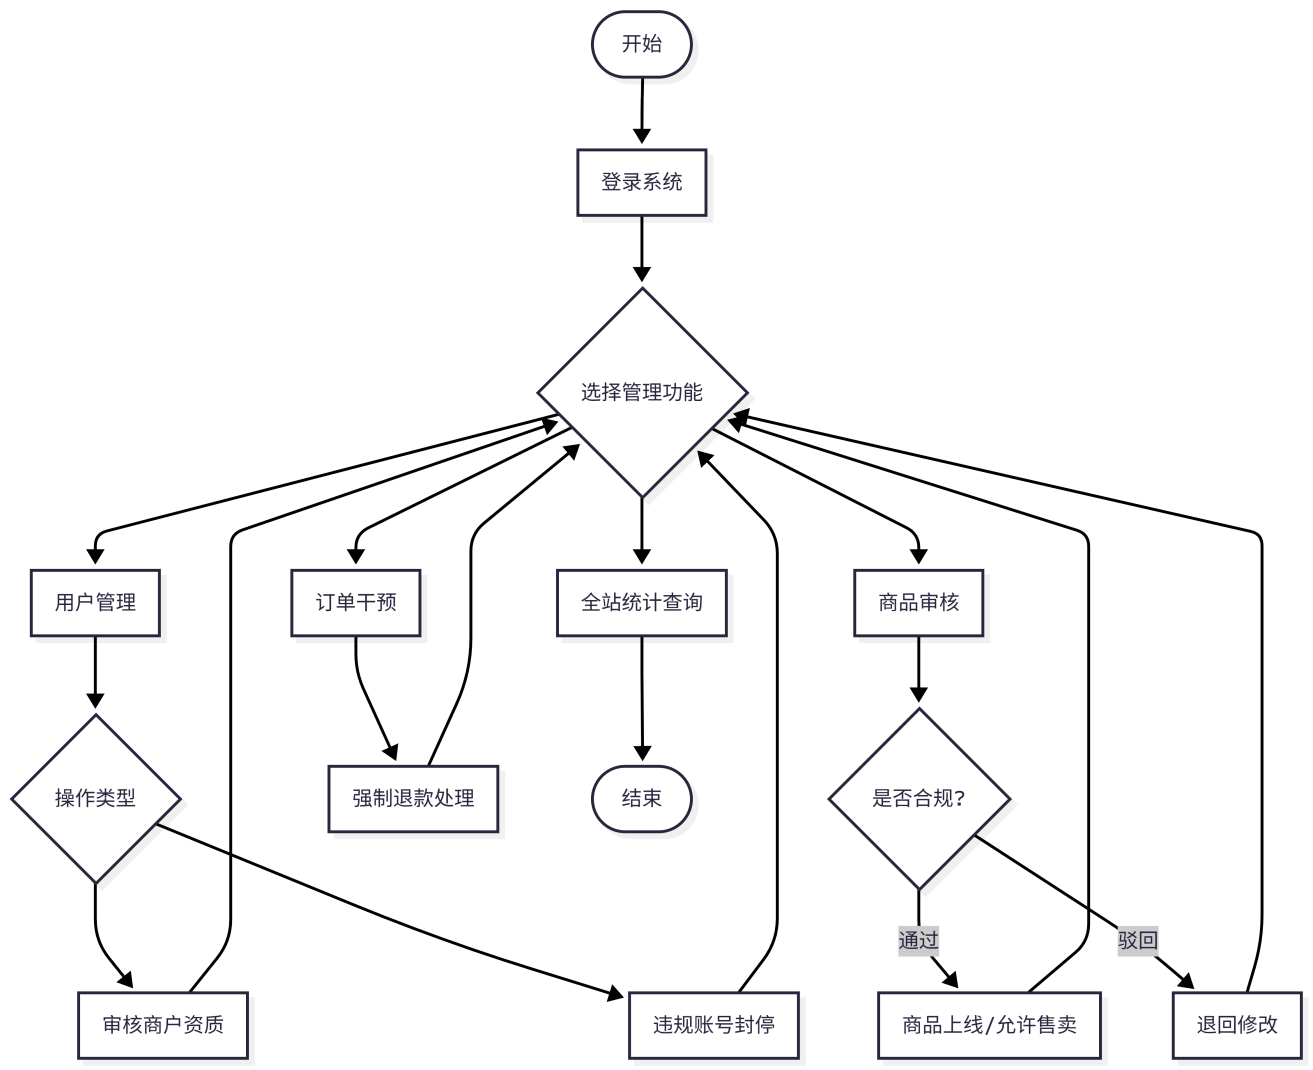 开始
登录系统
选择管理功能
用户管理
订单干预
全站统计查询
商品审核
操作类型
强制退款处理
结束
是否合规?
通过
驳回
审核商户资质
违规账号封停
商品上线/允许售卖
退回修改